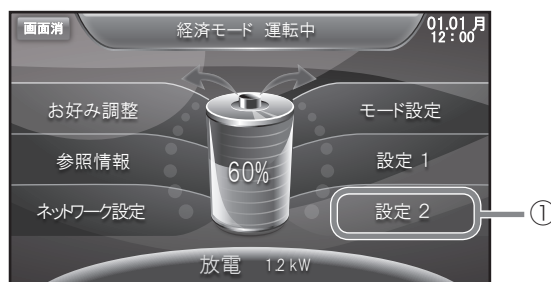 画面消
経済モード 運転中
01.01 月
12:00
お好み調整
モード設定
参照情報
60%
設定 1
ネットワーク設定
設定 2
①
放電 1.2 kW